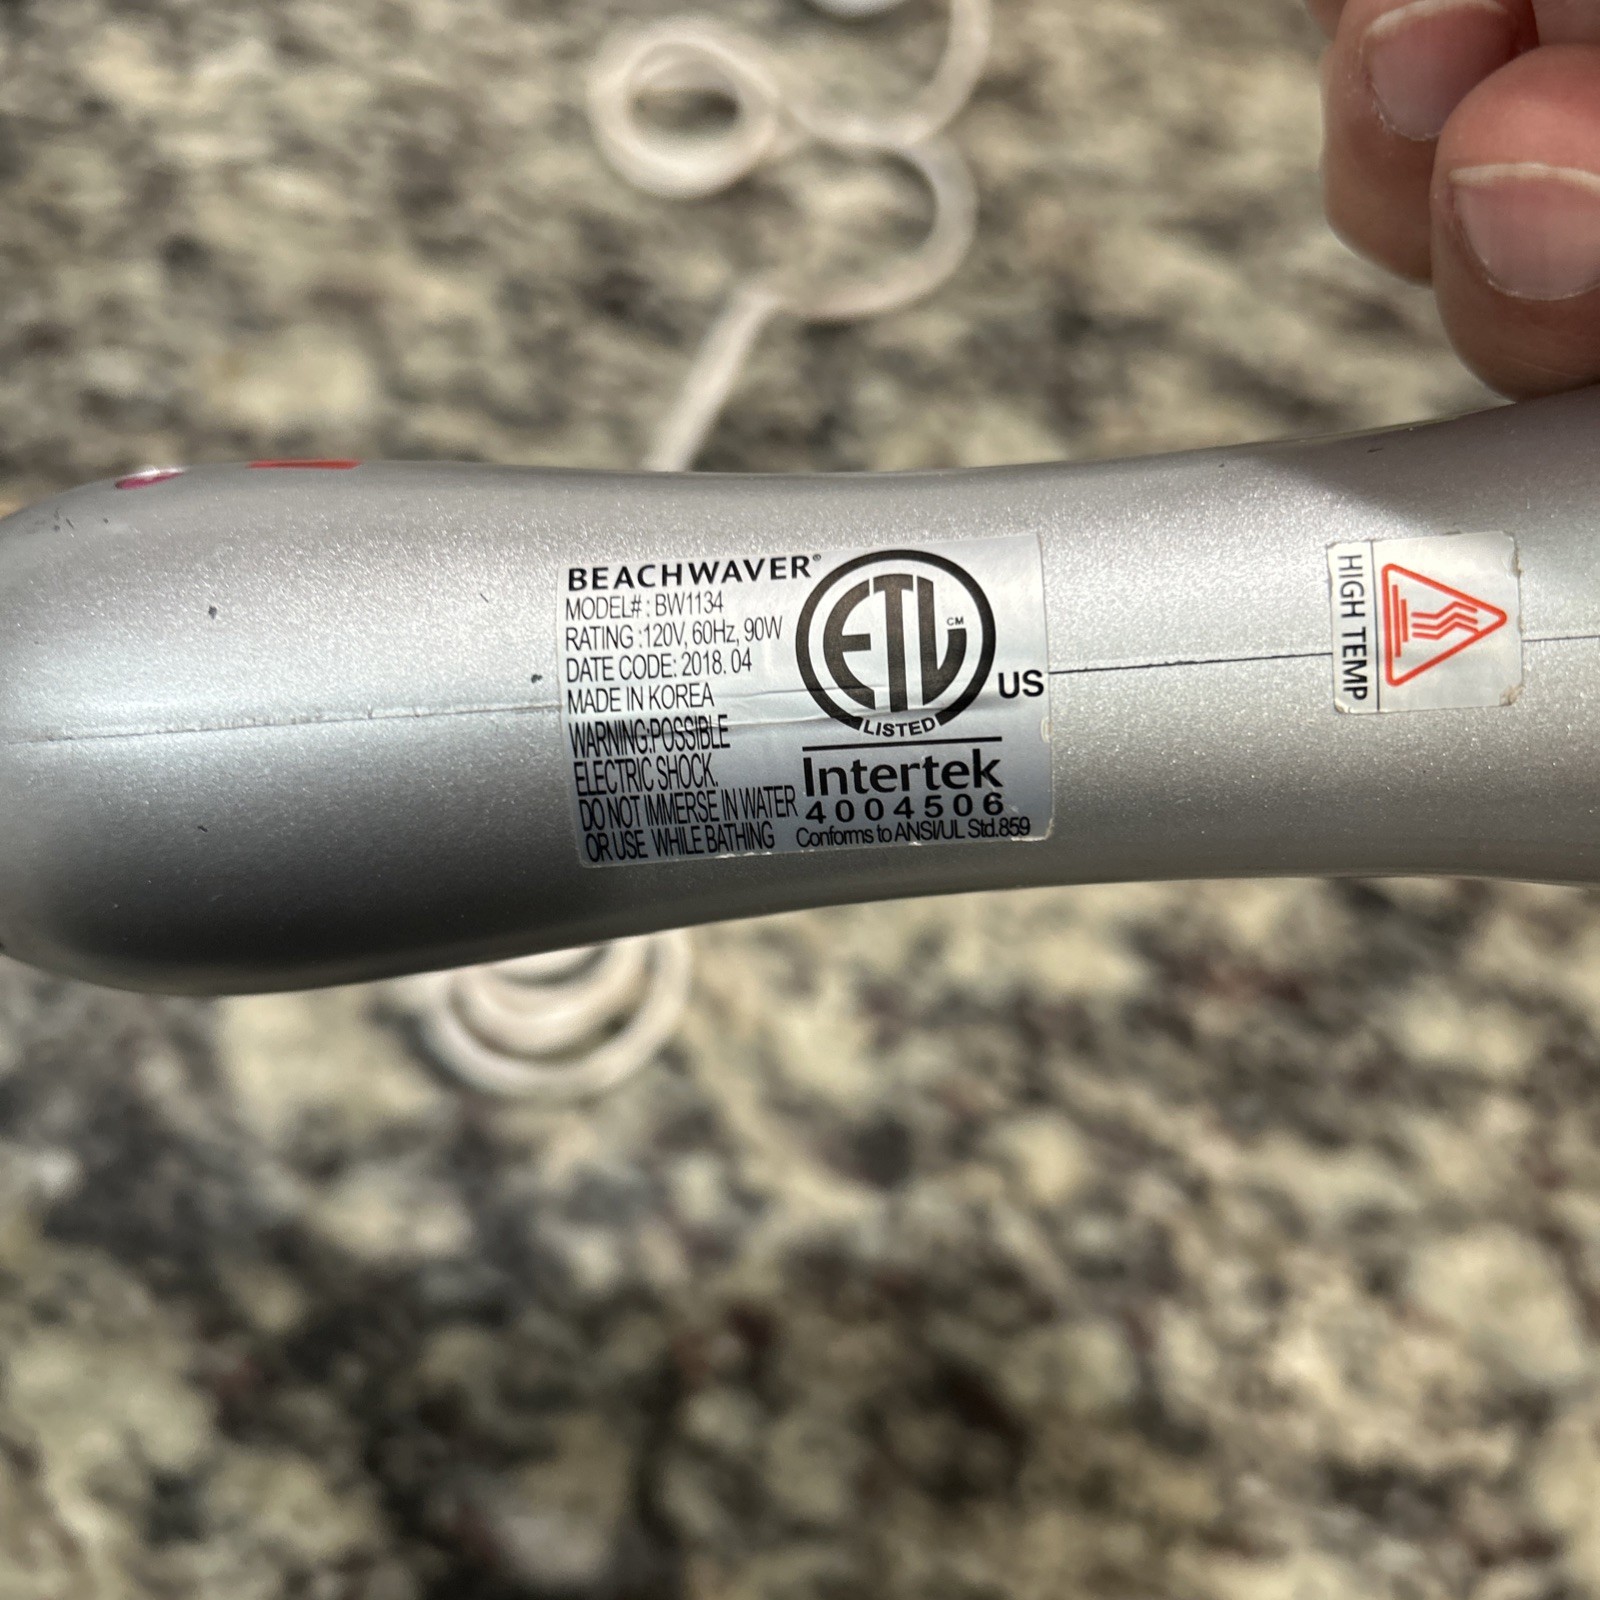 BEACHWAVER®
MODEL# : BW1134
RATING :120V, 60Hz, 90W
DATE CODE: 2018. 04
MADE IN KOREA
WARNING:POSSIBLE
ELECTRIC SHOCK.
DO NOT IMMERSE IN WATER
OR USE WHILE BATHING
ETL CM
LISTED
US
Intertek
4004506
Conforms to ANSI/UL Std.859
HIGH TEMP